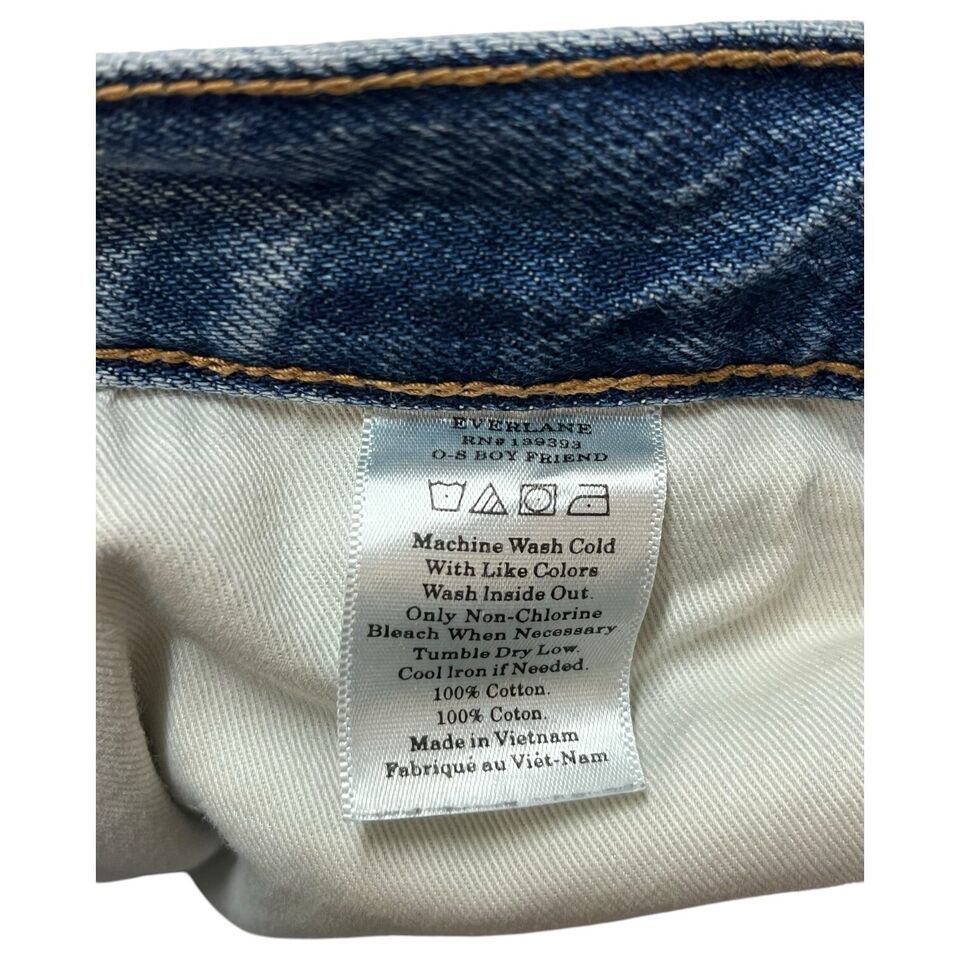 EVERLANE
RN# 139393
O-S BOY FRIEND
Machine Wash Cold
With Like Colors
Wash Inside Out.
Only Non-Chlorine
Bleach When Necessary
Tumble Dry Low.
Cool Iron if Needed.
100% Cotton.
100% Coton.
Made in Vietnam
Fabriqué au Viêt-Nam